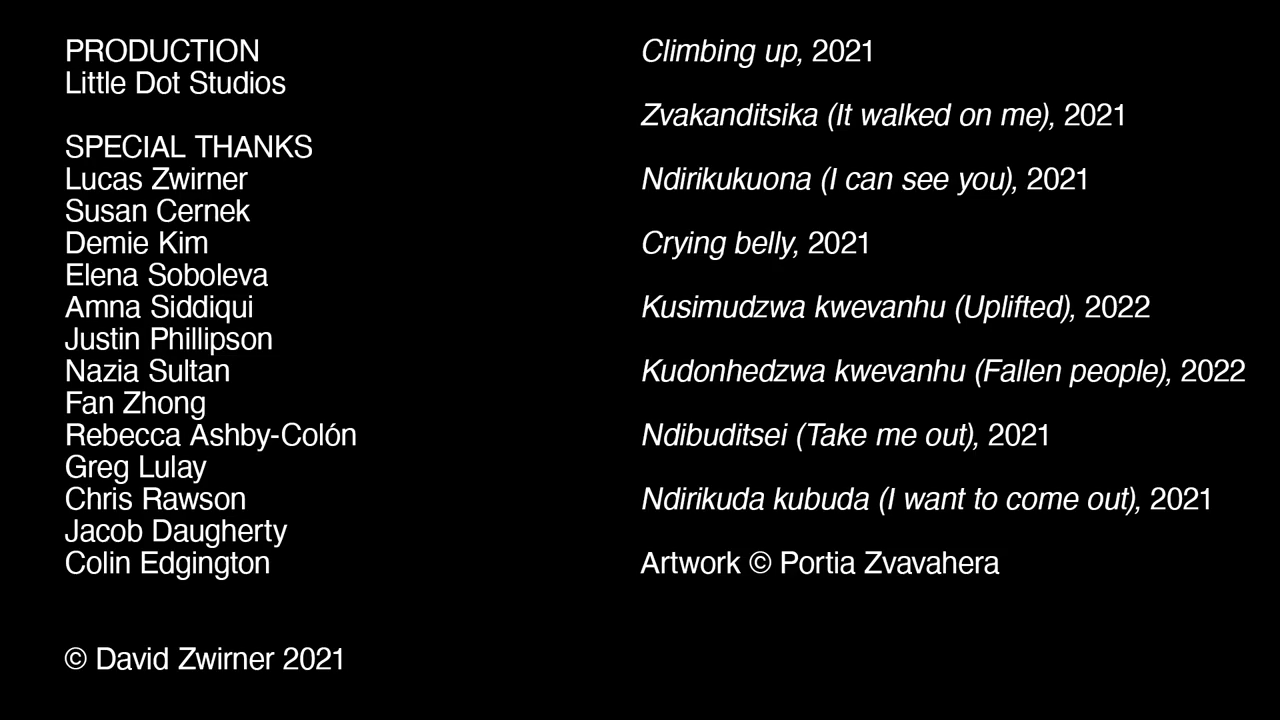 PRODUCTION
Little Dot Studios
SPECIAL THANKS
Lucas Zwirner
Susan Cernek
Demie Kim
Elena Soboleva
Amna Siddiqui
Justin Phillipson
Nazia Sultan
Fan Zhong
Rebecca Ashby-Colón
Greg Lulay
Chris Rawson
Jacob Daugherty
Colin Edgington
© David Zwirner 2021
Climbing up, 2021
Zvakanditsika (It walked on me), 2021
Ndirikukuona (I can see you), 2021
Crying belly, 2021
Kusimudzwa kwevanhu (Uplifted), 2022
Kudonhedzwa kwevanhu (Fallen people), 2022
Ndibuditsei (Take me out), 2021
Ndirikuda kubuda (I want to come out), 2021
Artwork © Portia Zvavahera